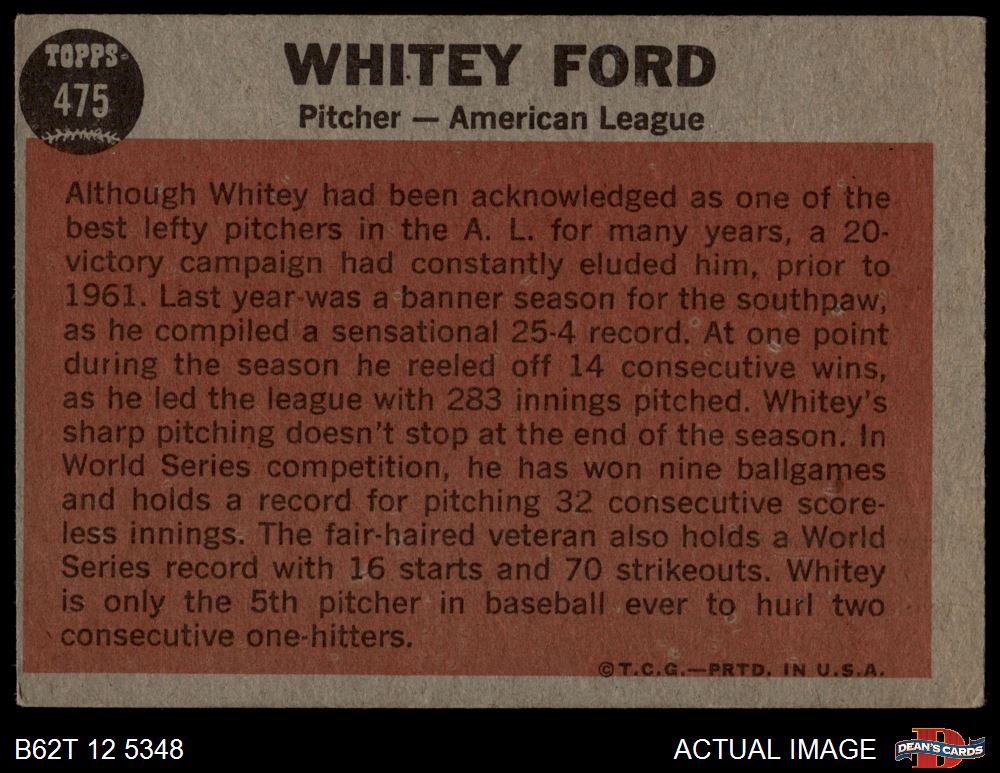 TOPPS
475
WHITEY FORD
Pitcher — American League
Although Whitey had been acknowledged as one of the
best lefty pitchers in the A. L. for many years, a 20-
victory campaign had constantly eluded him, prior to
1961. Last year was a banner season for the southpaw,
as he compiled a sensational 25-4 record. At one point
during the season he reeled off 14 consecutive wins,
as he led the league with 283 innings pitched. Whitey's
sharp pitching doesn't stop at the end of the season. In
World Series competition, he has won nine ballgames
and holds a record for pitching 32 consecutive score-
less innings. The fair-haired veteran also holds a World
Series record with 16 starts and 70 strikeouts. Whitey
is only the 5th pitcher in baseball ever to hurl two
consecutive one-hitters.
©T.C.G.—PRTD. IN U.S.A.
B62T 12 5348
ACTUAL IMAGE
D
DEAN'S CARDS